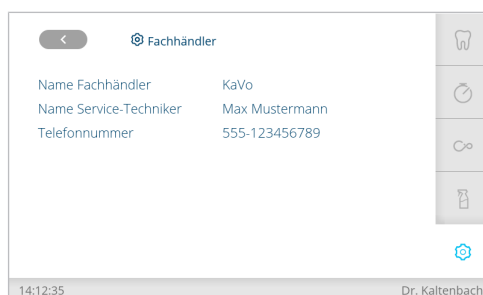 Fachhändler
Name Fachhändler KaVo
Name Service-Techniker Max Mustermann
Telefonnummer 555-123456789
14:12:35 Dr. Kaltenbach